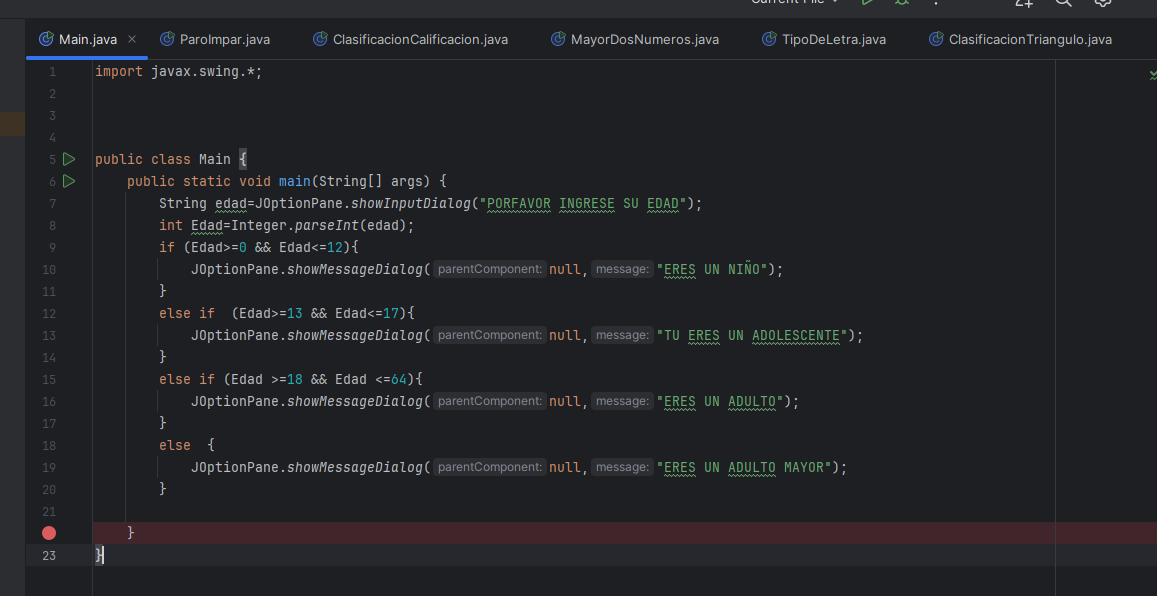 Current File
Main.java × ParoImpar.java ClasificacionCalificacion.java MayorDosNumeros.java TipoDeLetra.java ClasificacionTriangulo.java
1 import javax.swing.*;
2
3
4
5 public class Main {
6 public static void main(String[] args) {
7 String edad=JOptionPane.showInputDialog("PORFAVOR INGRESE SU EDAD");
8 int Edad=Integer.parseInt(edad);
9 if (Edad>=0 && Edad<=12){
10 JOptionPane.showMessageDialog( parentComponent: null, message: "ERES UN NIÑO");
11 }
12 else if  (Edad>=13 && Edad<=17){
13 JOptionPane.showMessageDialog( parentComponent: null, message: "TU ERES UN ADOLESCENTE");
14 }
15 else if (Edad >=18 && Edad <=64){
16 JOptionPane.showMessageDialog( parentComponent: null, message: "ERES UN ADULTO");
17 }
18 else  {
19 JOptionPane.showMessageDialog( parentComponent: null, message: "ERES UN ADULTO MAYOR");
20 }
21
}
23 }